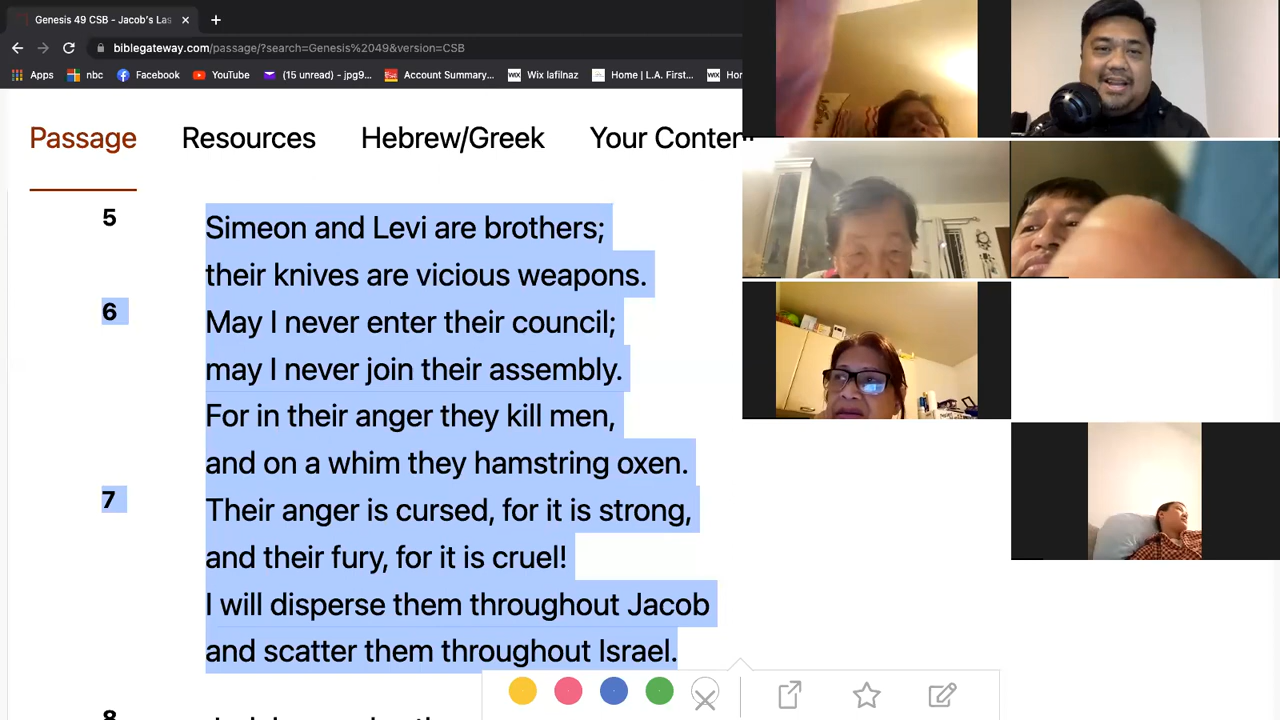 Genesis 49 CSB - Jacob's Las
biblegateway.com/passage/?search=Genesis%2049&version=CSB
Apps nbc Facebook YouTube (15 unread) - jpg9... Account Summary... Wix lafilnaz Home | L.A. First... Hor
Passage Resources Hebrew/Greek Your Content
5 Simeon and Levi are brothers;
their knives are vicious weapons.
6 May I never enter their council;
may I never join their assembly.
For in their anger they kill men,
and on a whim they hamstring oxen.
7 Their anger is cursed, for it is strong,
and their fury, for it is cruel!
I will disperse them throughout Jacob
and scatter them throughout Israel.
8